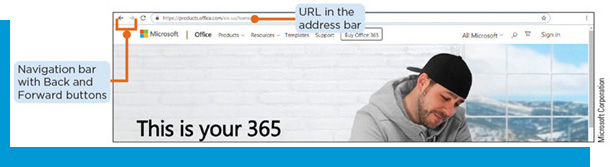 URL in the
address bar
https://products.office.com/en-us/home
Microsoft | Office Products Resources Templates Support Buy Office 365 All Microsoft Sign in
Navigation bar
with Back and
Forward buttons
This is your 365
Microsoft Corporation